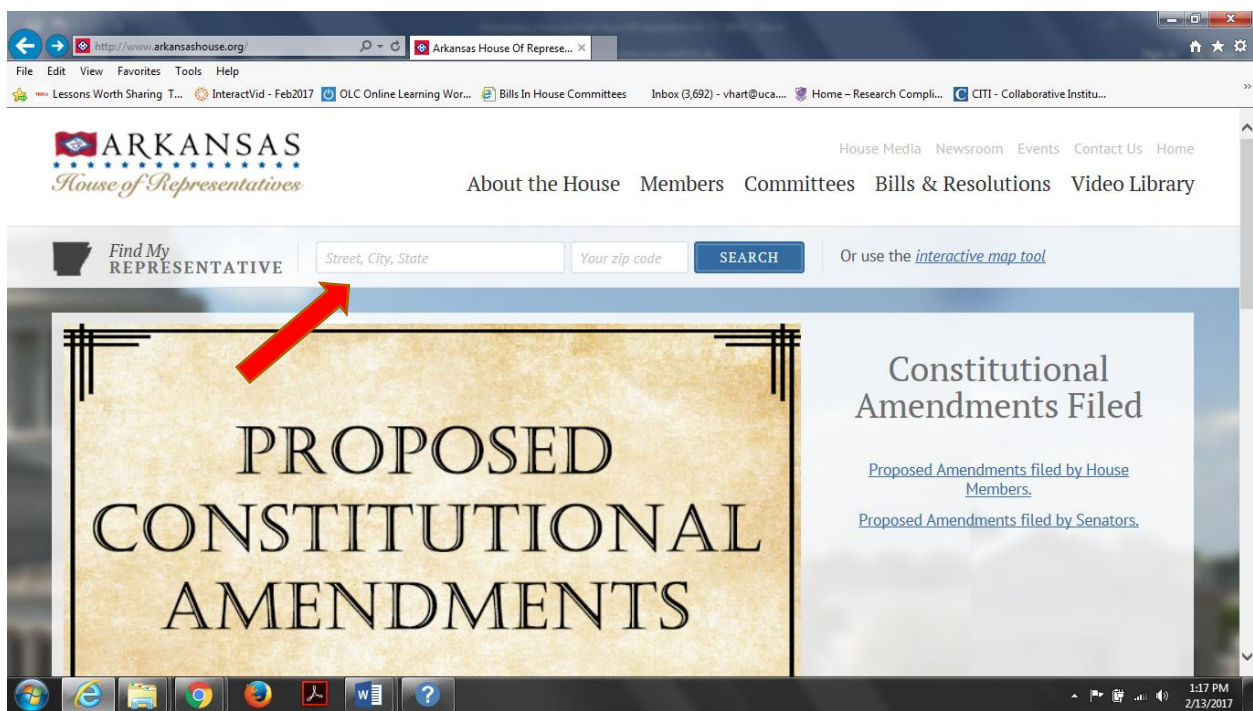 http://www.arkansashouse.org/
Arkansas House Of Represe...
File Edit View Favorites Tools Help
Lessons Worth Sharing T... InteractVid - Feb2017 OLC Online Learning Wor... Bills In House Committees Inbox (3,692) - vhart@uca.... Home – Research Compli... CITI - Collaborative Institu...
ARKANSAS
House of Representatives
House Media Newsroom Events Contact Us Home
About the House Members Committees Bills & Resolutions Video Library
Find My
REPRESENTATIVE
Street, City, State Your zip code SEARCH Or use the interactive map tool
PROPOSED
CONSTITUTIONAL
AMENDMENTS
Constitutional
Amendments Filed
Proposed Amendments filed by House
Members.
Proposed Amendments filed by Senators.
1:17 PM
2/13/2017